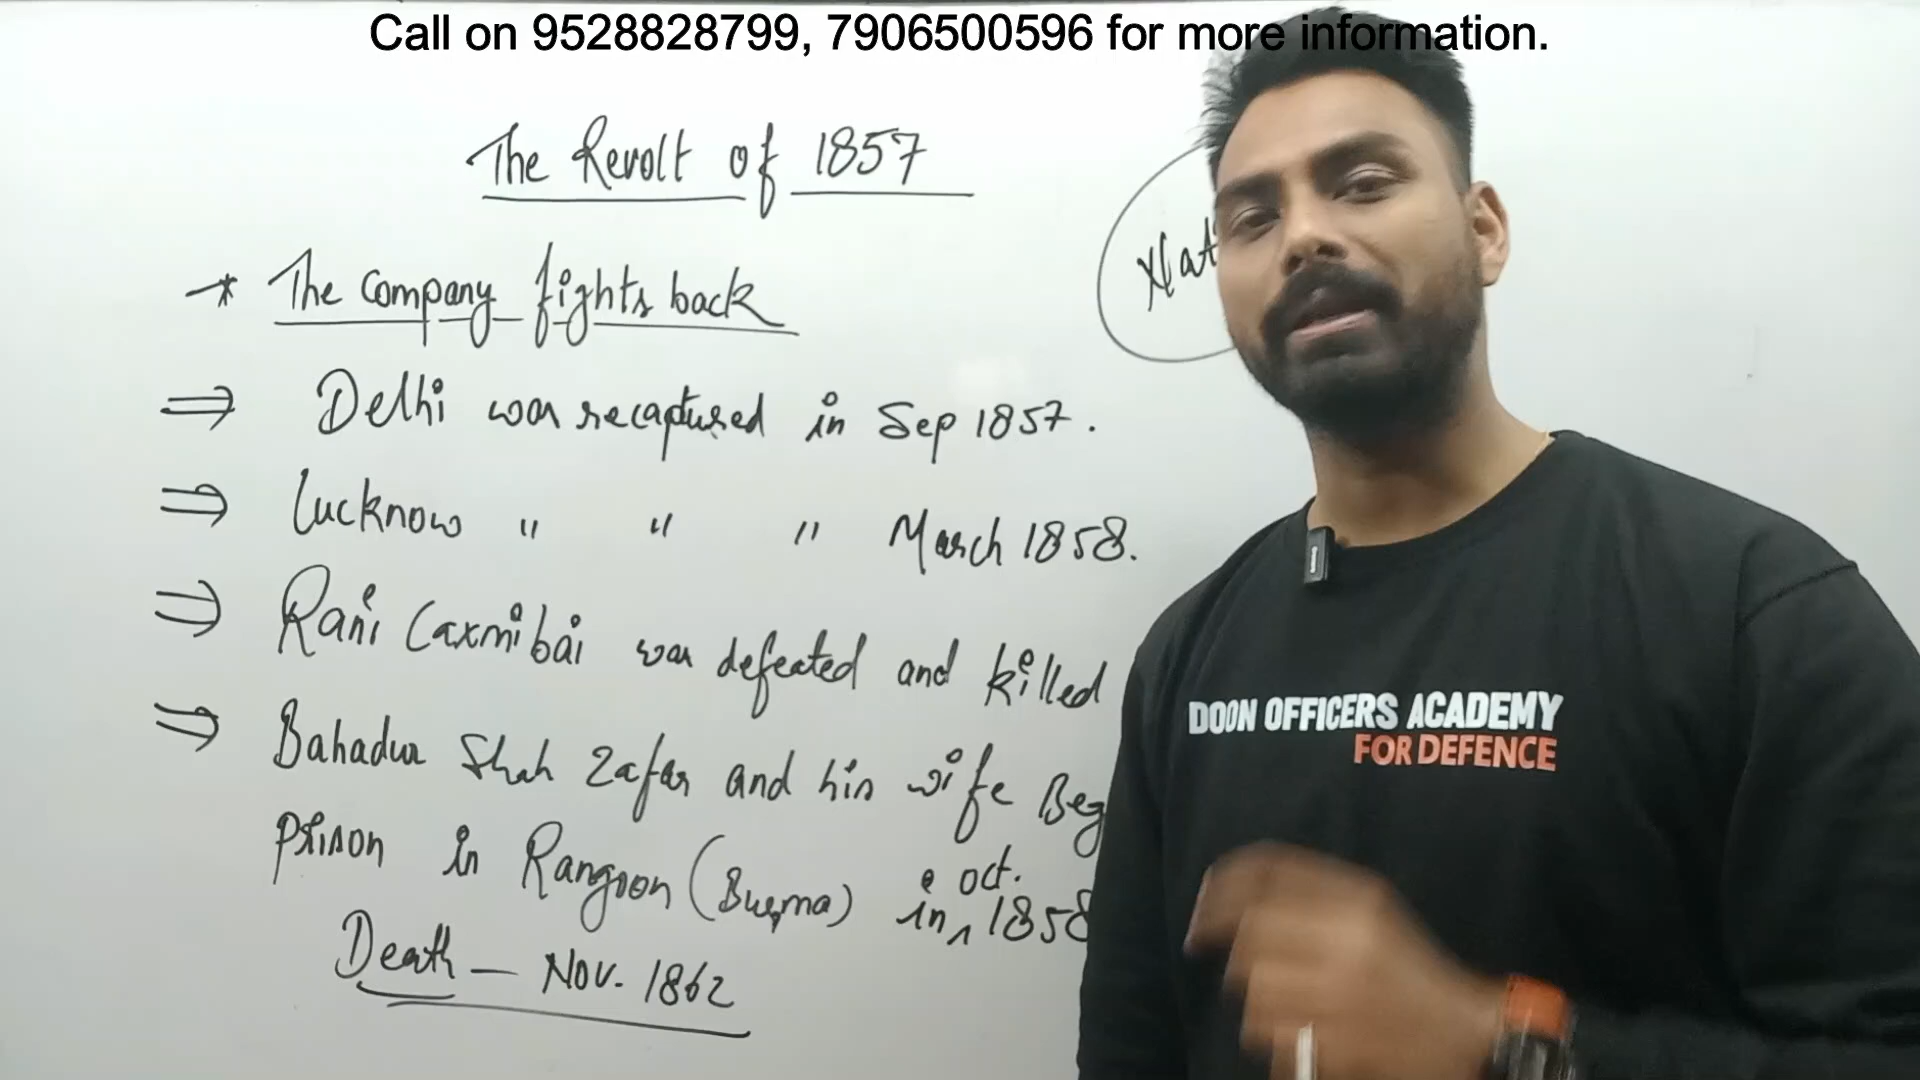 Call on 9528828799, 7906500596 for more information.
The Revolt of 1857
* The Company fights back
⇒ Delhi was recaptured in Sep 1857.
⇒ Lucknow " " " March 1858.
⇒ Rani Laxmibai was defeated and killed
⇒ Bahadur Shah Zafar and his wife Beg
prison in Rangoon (Burma) in oct. 1858
Death - Nov. 1862
DOON OFFICERS ACADEMY
FOR DEFENCE